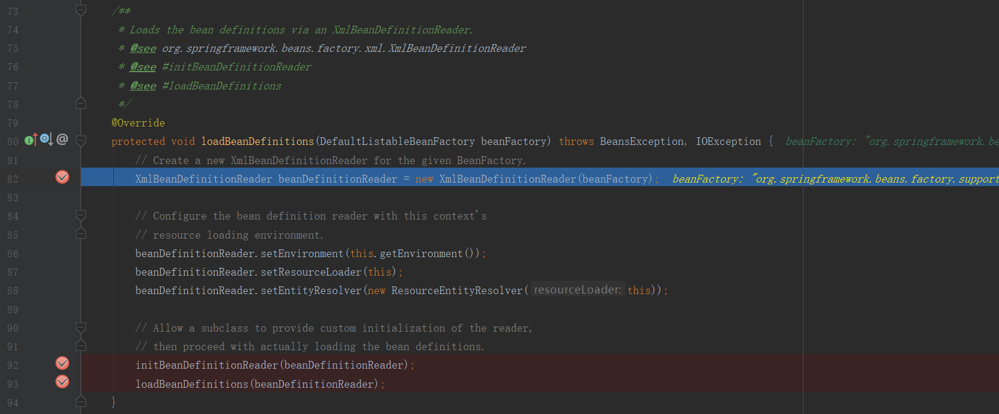 73 /**
74 * Loads the bean definitions via an XmlBeanDefinitionReader.
75 * @see org.springframework.beans.factory.xml.XmlBeanDefinitionReader
76 * @see #initBeanDefinitionReader
77 * @see #loadBeanDefinitions
78 */
79 @Override
80 protected void loadBeanDefinitions(DefaultListableBeanFactory beanFactory) throws BeansException, IOException { beanFactory: "org.springframework.be
81 // Create a new XmlBeanDefinitionReader for the given BeanFactory.
82 XmlBeanDefinitionReader beanDefinitionReader = new XmlBeanDefinitionReader(beanFactory); beanFactory: "org.springframework.beans.factory.support
83
84 // Configure the bean definition reader with this context's
85 // resource loading environment.
86 beanDefinitionReader.setEnvironment(this.getEnvironment());
87 beanDefinitionReader.setResourceLoader(this);
88 beanDefinitionReader.setEntityResolver(new ResourceEntityResolver( resourceLoader: this));
89
90 // Allow a subclass to provide custom initialization of the reader,
91 // then proceed with actually loading the bean definitions.
92 initBeanDefinitionReader(beanDefinitionReader);
93 loadBeanDefinitions(beanDefinitionReader);
94 }